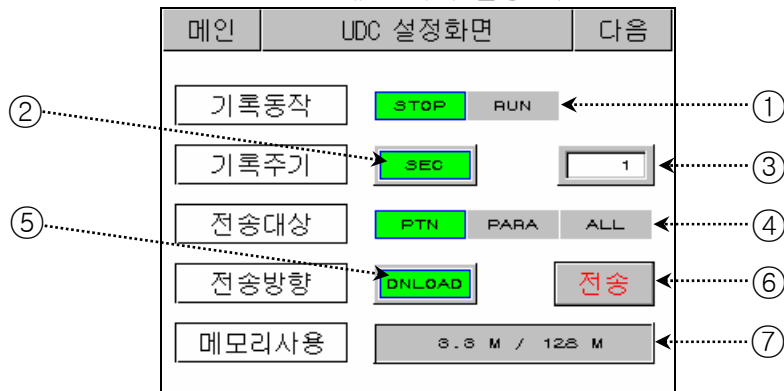 메인 UDC 설정화면 다음
기록동작 STOP RUN ①
② 기록주기 SEC 1 ③
전송대상 PTN PARA ALL ④
⑤ 전송방향 DNLOAD 전송 ⑥
메모리사용 3.3 M / 128 M ⑦